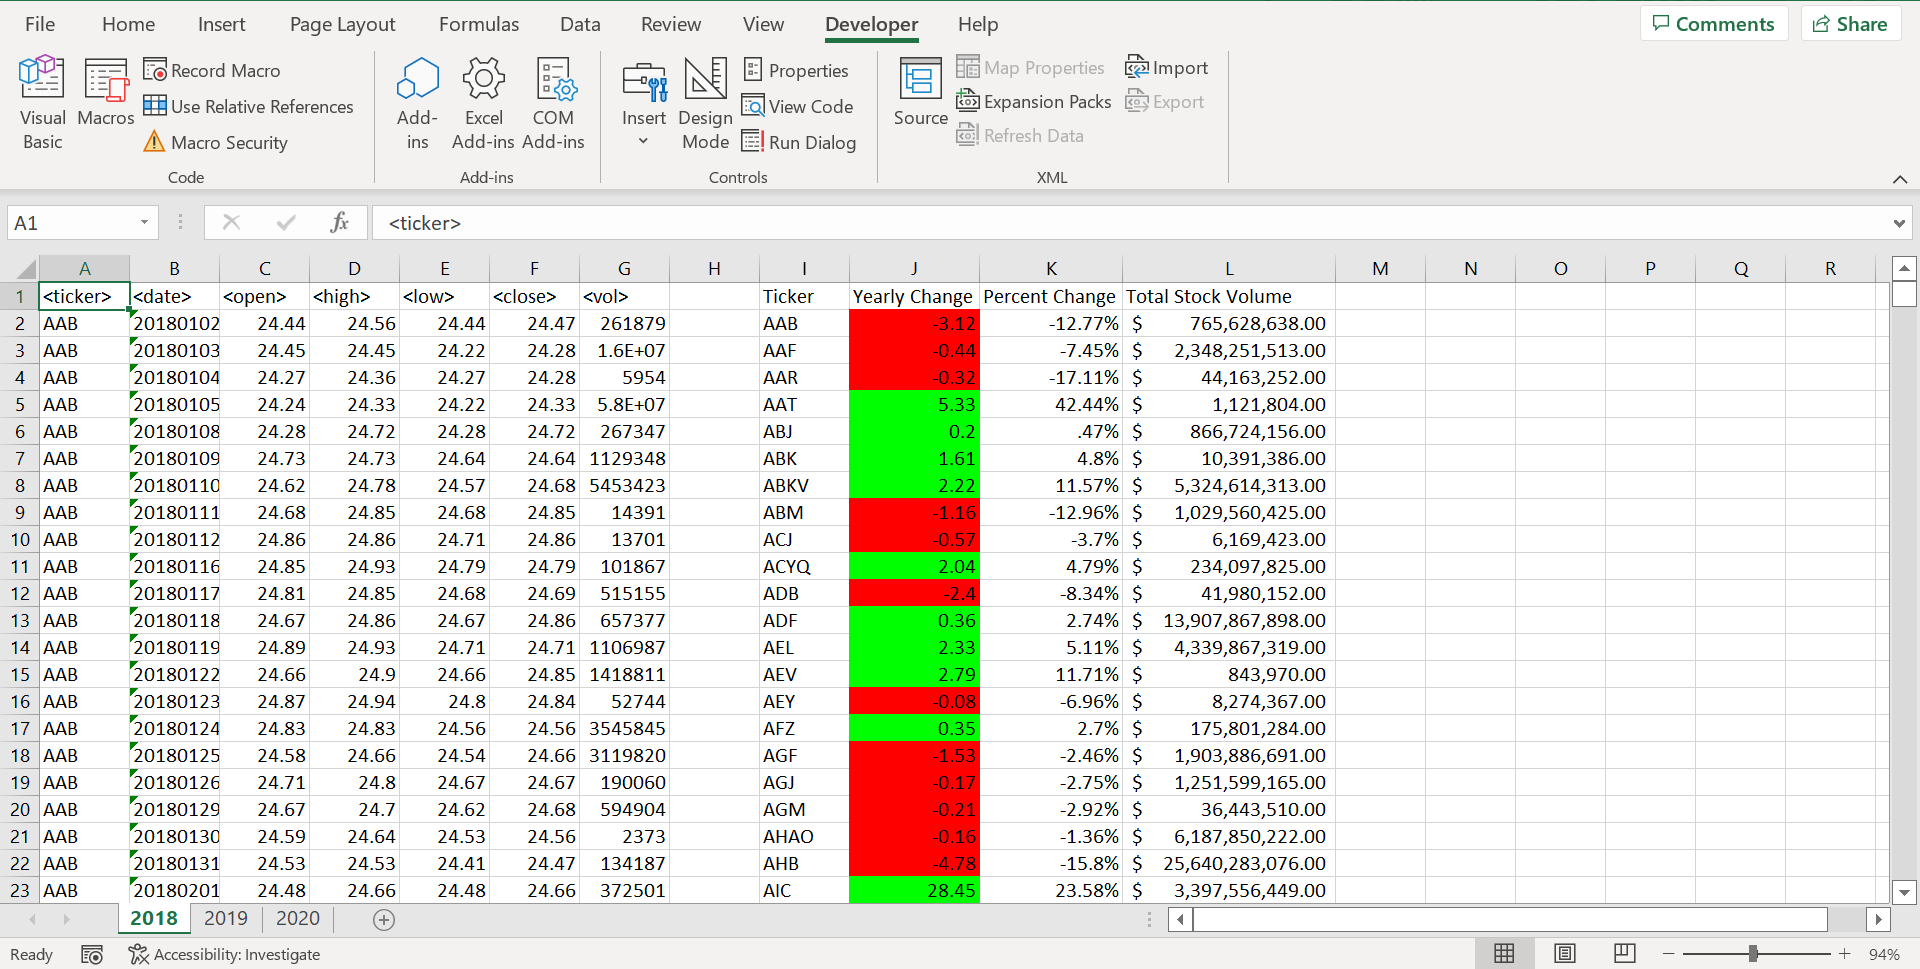 File Home Insert Page Layout Formulas Data Review View Developer Help Comments Share
Visual Basic Macros Record Macro Use Relative References Macro Security
Code
Add-ins Excel Add-ins COM Add-ins
Add-ins
Insert Design Mode Properties View Code Run Dialog
Controls
Source Map Properties Expansion Packs Refresh Data Import Export
XML
A1 fx <ticker>
A B C D E F G H I J K L M N O P Q R
1 <ticker> <date> <open> <high> <low> <close> <vol> Ticker Yearly Change Percent Change Total Stock Volume
2 AAB 20180102 24.44 24.56 24.44 24.47 261879 AAB -3.12 -12.77% $ 765,628,638.00
3 AAB 20180103 24.45 24.45 24.22 24.28 1.6E+07 AAF -0.44 -7.45% $ 2,348,251,513.00
4 AAB 20180104 24.27 24.36 24.27 24.28 5954 AAR -0.32 -17.11% $ 44,163,252.00
5 AAB 20180105 24.24 24.33 24.22 24.33 5.8E+07 AAT 5.33 42.44% $ 1,121,804.00
6 AAB 20180108 24.28 24.72 24.28 24.72 267347 ABJ 0.2 .47% $ 866,724,156.00
7 AAB 20180109 24.73 24.73 24.64 24.64 1129348 ABK 1.61 4.8% $ 10,391,386.00
8 AAB 20180110 24.62 24.78 24.57 24.68 5453423 ABKV 2.22 11.57% $ 5,324,614,313.00
9 AAB 20180111 24.68 24.85 24.68 24.85 14391 ABM -1.16 -12.96% $ 1,029,560,425.00
10 AAB 20180112 24.86 24.86 24.71 24.86 13701 ACJ -0.57 -3.7% $ 6,169,423.00
11 AAB 20180116 24.85 24.93 24.79 24.79 101867 ACYQ 2.04 4.79% $ 234,097,825.00
12 AAB 20180117 24.81 24.85 24.68 24.69 515155 ADB -2.4 -8.34% $ 41,980,152.00
13 AAB 20180118 24.67 24.86 24.67 24.86 657377 ADF 0.36 2.74% $ 13,907,867,898.00
14 AAB 20180119 24.89 24.93 24.71 24.71 1106987 AEL 2.33 5.11% $ 4,339,867,319.00
15 AAB 20180122 24.66 24.9 24.66 24.85 1418811 AEV 2.79 11.71% $ 843,970.00
16 AAB 20180123 24.87 24.94 24.8 24.84 52744 AEY -0.08 -6.96% $ 8,274,367.00
17 AAB 20180124 24.83 24.83 24.56 24.56 3545845 AFZ 0.35 2.7% $ 175,801,284.00
18 AAB 20180125 24.58 24.66 24.54 24.66 3119820 AGF -1.53 -2.46% $ 1,903,886,691.00
19 AAB 20180126 24.71 24.8 24.67 24.67 190060 AGJ -0.17 -2.75% $ 1,251,599,165.00
20 AAB 20180129 24.67 24.7 24.62 24.68 594904 AGM -0.21 -2.92% $ 36,443,510.00
21 AAB 20180130 24.59 24.64 24.53 24.56 2373 AHAO -0.16 -1.36% $ 6,187,850,222.00
22 AAB 20180131 24.53 24.53 24.41 24.47 134187 AHB -4.78 -15.8% $ 25,640,283,076.00
23 AAB 20180201 24.48 24.66 24.48 24.66 372501 AIC 28.45 23.58% $ 3,397,556,449.00
2018 2019 2020
Ready Accessibility: Investigate 94%